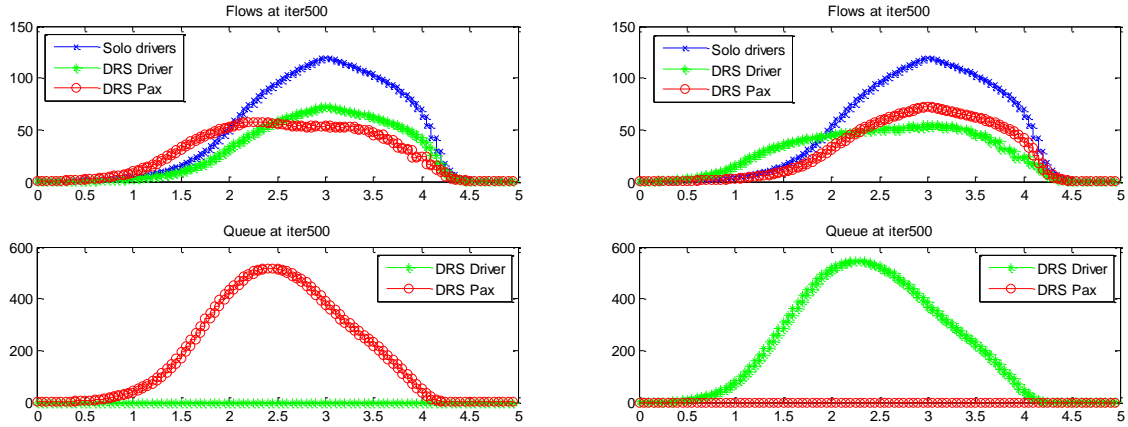 Flows at iter500
150
100
50
0
Solo drivers
DRS Driver
DRS Pax
0 0.5 1 1.5 2 2.5 3 3.5 4 4.5 5
Flows at iter500
150
100
50
0
Solo drivers
DRS Driver
DRS Pax
0 0.5 1 1.5 2 2.5 3 3.5 4 4.5 5
Queue at iter500
600
400
200
0
DRS Driver
DRS Pax
0 0.5 1 1.5 2 2.5 3 3.5 4 4.5 5
Queue at iter500
600
400
200
0
DRS Driver
DRS Pax
0 0.5 1 1.5 2 2.5 3 3.5 4 4.5 5